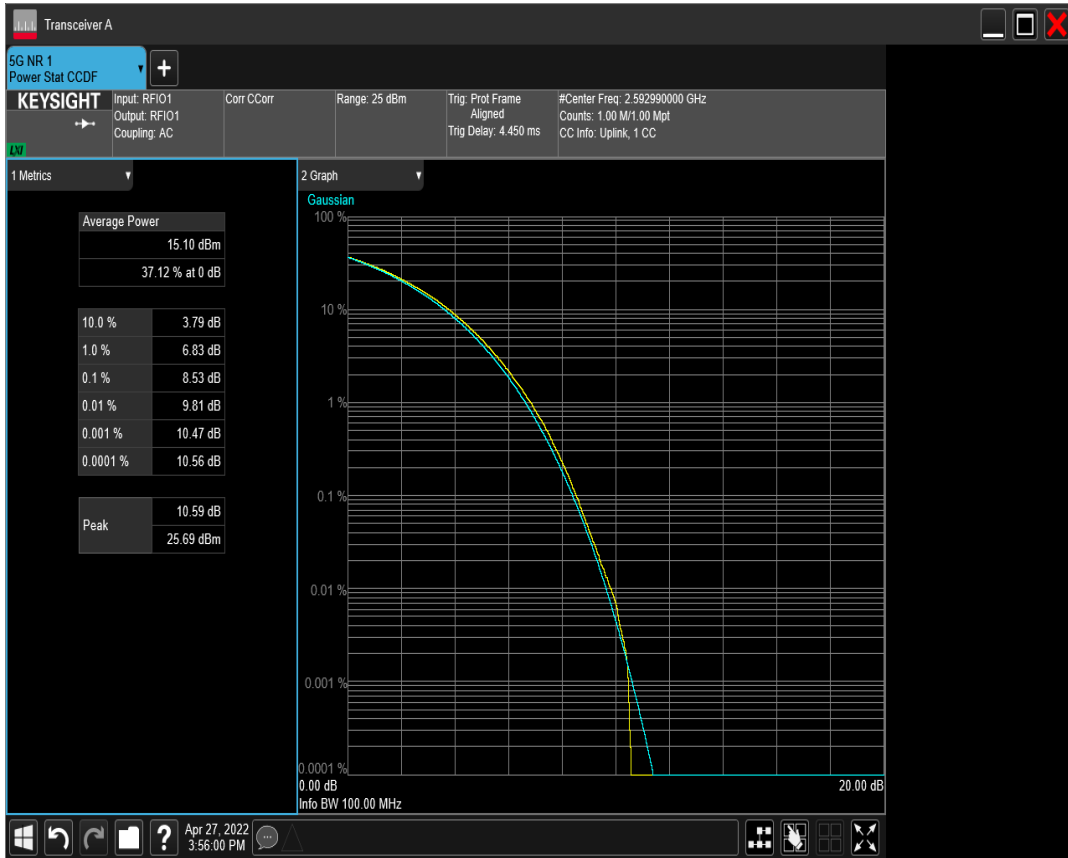 Transceiver A
5G NR 1
Power Stat CCDF
KEYSIGHT
LXI
Input: RFIO1
Output: RFIO1
Coupling: AC
Corr CCorr
Range: 25 dBm
Trig: Prot Frame
Aligned
Trig Delay: 4.450 ms
#Center Freq: 2.592990000 GHz
Counts: 1.00 M/1.00 Mpt
CC Info: Uplink, 1 CC
1 Metrics
Average Power
15.10 dBm
37.12 % at 0 dB
10.0 % 3.79 dB
1.0 % 6.83 dB
0.1 % 8.53 dB
0.01 % 9.81 dB
0.001 % 10.47 dB
0.0001 % 10.56 dB
Peak
10.59 dB
25.69 dBm
2 Graph
Gaussian
100 %
10 %
1 %
0.1 %
0.01 %
0.001 %
0.0001 %
0.00 dB
20.00 dB
Info BW 100.00 MHz
Apr 27, 2022
3:56:00 PM